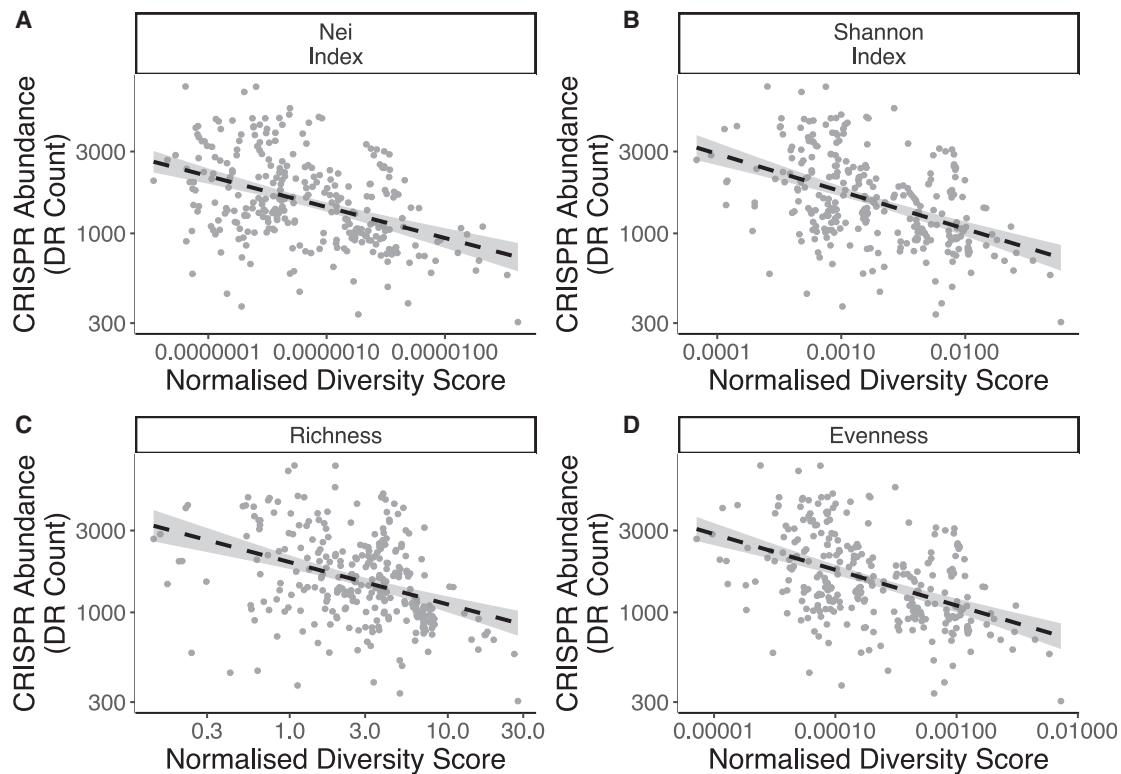 A
Nei
Index
CRISPR Abundance
(DR Count)
3000
1000
300
0.0000001 0.0000010 0.0000100
Normalised Diversity Score
B
Shannon
Index
CRISPR Abundance
(DR Count)
3000
1000
300
0.0001 0.0010 0.0100
Normalised Diversity Score
C
Richness
CRISPR Abundance
(DR Count)
3000
1000
300
0.3 1.0 3.0 10.0 30.0
Normalised Diversity Score
D
Evenness
CRISPR Abundance
(DR Count)
3000
1000
300
0.00001 0.00010 0.00100 0.01000
Normalised Diversity Score